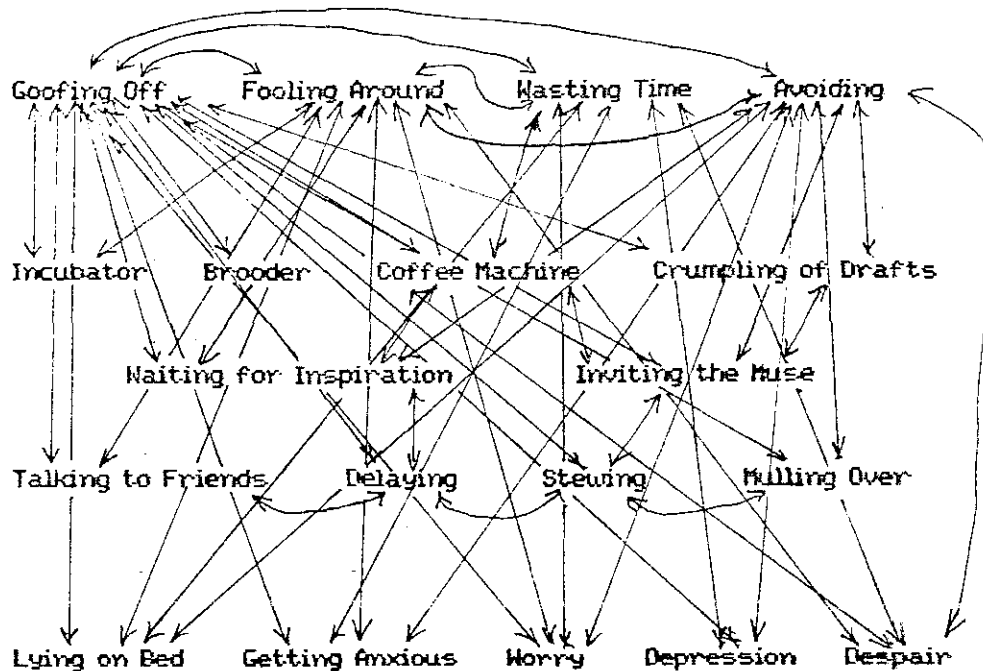 Goofing Off Fooling Around Wasting Time Avoiding
Incubator Brooder Coffee Machine Crumpling of Drafts
Waiting for Inspiration Inviting the Muse
Talking to Friends Delaying Stewing Mulling Over
Lying on Bed Getting Anxious Worry Depression Despair